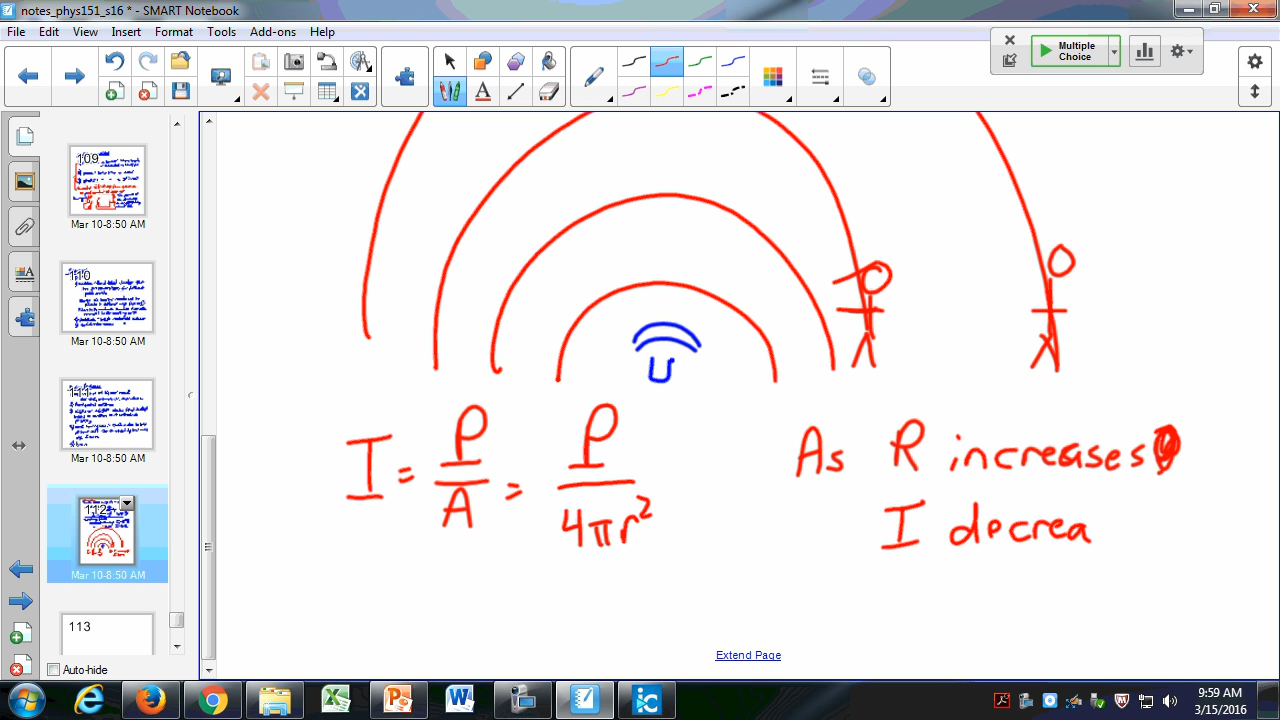 notes_phys151_s16 * - SMART Notebook
File Edit View Insert Format Tools Add-ons Help
Multiple Choice
109
Mar 10-8:50 AM
110
Mar 10-8:50 AM
111
Mar 10-8:50 AM
112
Mar 10-8:50 AM
113
Auto-hide
I = P/A = P/4πr²
As R increases
I decrea
Extend Page
9:59 AM
3/15/2016